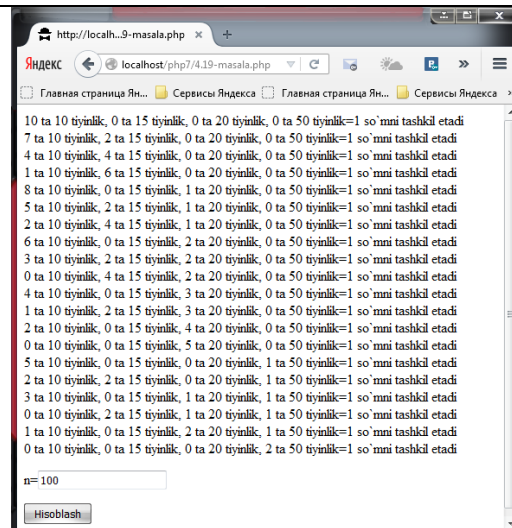 http://localh...9-masala.php
Яндекс localhost/php7/4.19-masala.php
Главная страница Ян... Сервисы Яндекса Главная страница Ян... Сервисы Яндекса
10 ta 10 tiyinlik, 0 ta 15 tiyinlik, 0 ta 20 tiyinlik, 0 ta 50 tiyinlik=1 so`mni tashkil etadi
7 ta 10 tiyinlik, 2 ta 15 tiyinlik, 0 ta 20 tiyinlik, 0 ta 50 tiyinlik=1 so`mni tashkil etadi
4 ta 10 tiyinlik, 4 ta 15 tiyinlik, 0 ta 20 tiyinlik, 0 ta 50 tiyinlik=1 so`mni tashkil etadi
1 ta 10 tiyinlik, 6 ta 15 tiyinlik, 0 ta 20 tiyinlik, 0 ta 50 tiyinlik=1 so`mni tashkil etadi
8 ta 10 tiyinlik, 0 ta 15 tiyinlik, 1 ta 20 tiyinlik, 0 ta 50 tiyinlik=1 so`mni tashkil etadi
5 ta 10 tiyinlik, 2 ta 15 tiyinlik, 1 ta 20 tiyinlik, 0 ta 50 tiyinlik=1 so`mni tashkil etadi
2 ta 10 tiyinlik, 4 ta 15 tiyinlik, 1 ta 20 tiyinlik, 0 ta 50 tiyinlik=1 so`mni tashkil etadi
6 ta 10 tiyinlik, 0 ta 15 tiyinlik, 2 ta 20 tiyinlik, 0 ta 50 tiyinlik=1 so`mni tashkil etadi
3 ta 10 tiyinlik, 2 ta 15 tiyinlik, 2 ta 20 tiyinlik, 0 ta 50 tiyinlik=1 so`mni tashkil etadi
0 ta 10 tiyinlik, 4 ta 15 tiyinlik, 2 ta 20 tiyinlik, 0 ta 50 tiyinlik=1 so`mni tashkil etadi
4 ta 10 tiyinlik, 0 ta 15 tiyinlik, 3 ta 20 tiyinlik, 0 ta 50 tiyinlik=1 so`mni tashkil etadi
1 ta 10 tiyinlik, 2 ta 15 tiyinlik, 3 ta 20 tiyinlik, 0 ta 50 tiyinlik=1 so`mni tashkil etadi
2 ta 10 tiyinlik, 0 ta 15 tiyinlik, 4 ta 20 tiyinlik, 0 ta 50 tiyinlik=1 so`mni tashkil etadi
0 ta 10 tiyinlik, 0 ta 15 tiyinlik, 5 ta 20 tiyinlik, 0 ta 50 tiyinlik=1 so`mni tashkil etadi
5 ta 10 tiyinlik, 0 ta 15 tiyinlik, 0 ta 20 tiyinlik, 1 ta 50 tiyinlik=1 so`mni tashkil etadi
2 ta 10 tiyinlik, 2 ta 15 tiyinlik, 0 ta 20 tiyinlik, 1 ta 50 tiyinlik=1 so`mni tashkil etadi
3 ta 10 tiyinlik, 0 ta 15 tiyinlik, 1 ta 20 tiyinlik, 1 ta 50 tiyinlik=1 so`mni tashkil etadi
0 ta 10 tiyinlik, 2 ta 15 tiyinlik, 1 ta 20 tiyinlik, 1 ta 50 tiyinlik=1 so`mni tashkil etadi
1 ta 10 tiyinlik, 0 ta 15 tiyinlik, 2 ta 20 tiyinlik, 1 ta 50 tiyinlik=1 so`mni tashkil etadi
0 ta 10 tiyinlik, 0 ta 15 tiyinlik, 0 ta 20 tiyinlik, 2 ta 50 tiyinlik=1 so`mni tashkil etadi
n=100
Hisoblash